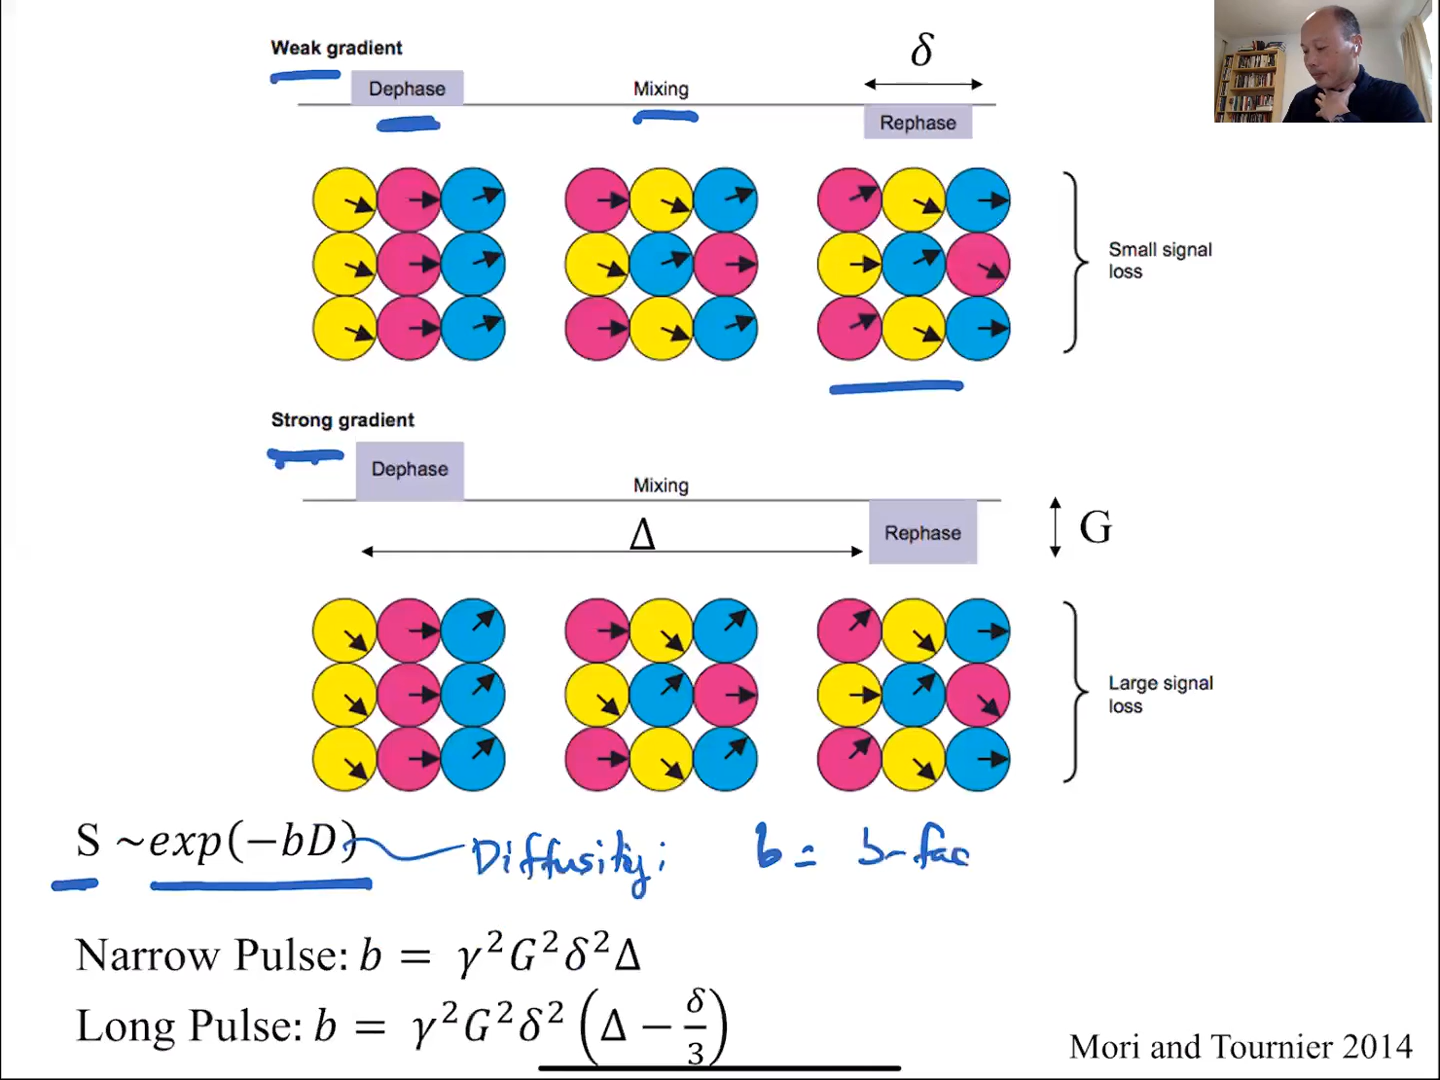 Weak gradient
δ
Dephase
Mixing
Rephase
Small signal
loss
Strong gradient
Dephase
Mixing
Δ
Rephase
G
Large signal
loss
S ~exp(−bD) Diffusity; b = b-fac
Narrow Pulse: b = γ²G²δ²Δ
Long Pulse: b = γ²G²δ²(Δ − δ/3)
Mori and Tournier 2014